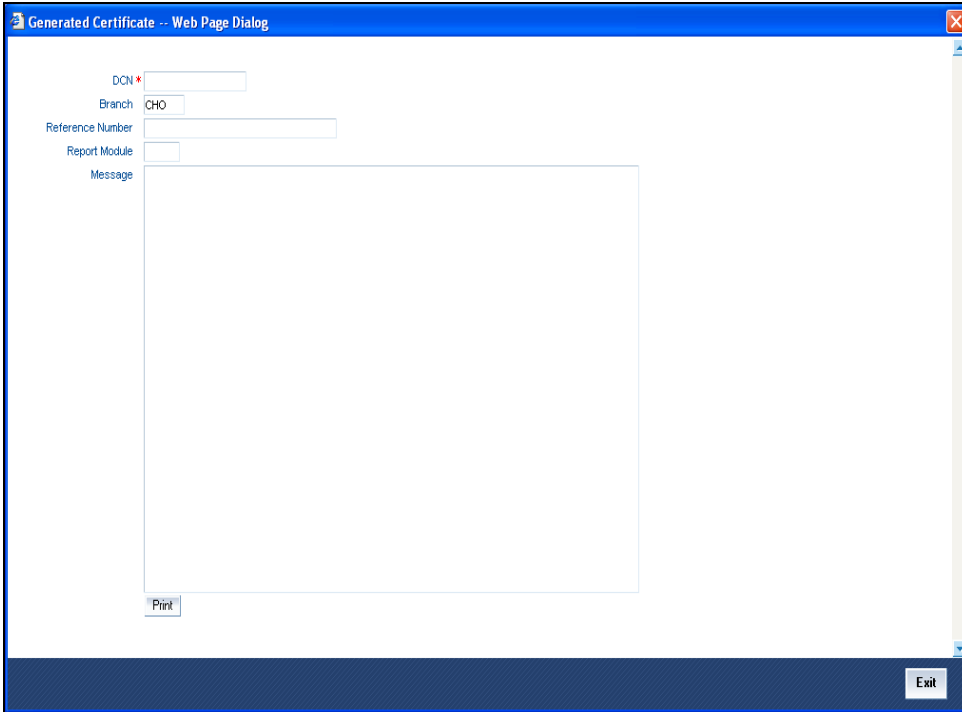 Generated Certificate -- Web Page Dialog
DCN *
Branch CHO
Reference Number
Report Module
Message
Print
Exit